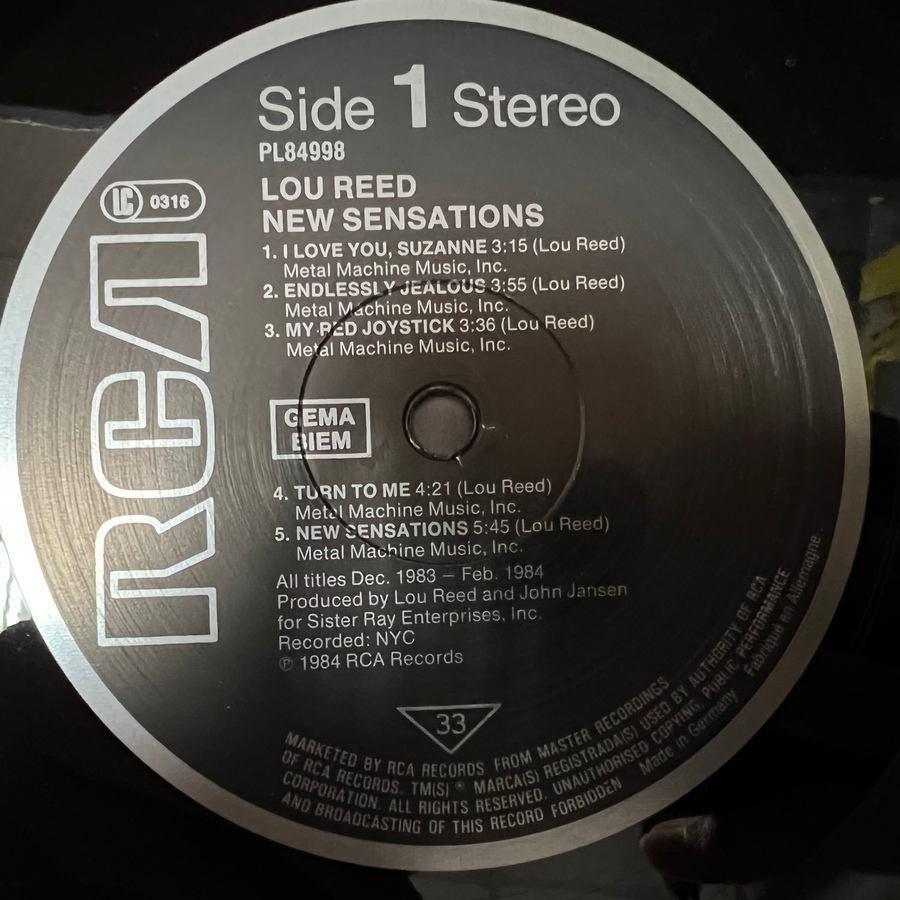 Side 1 Stereo
PL84998
LC 0316
LOU REED
NEW SENSATIONS
1. I LOVE YOU, SUZANNE 3:15 (Lou Reed)
Metal Machine Music, Inc.
2. ENDLESSLY JEALOUS 3:55 (Lou Reed)
Metal Machine Music, Inc.
3. MY RED JOYSTICK 3:36 (Lou Reed)
Metal Machine Music, Inc.
RCA
GEMA
BIEM
4. TURN TO ME 4:21 (Lou Reed)
Metal Machine Music, Inc.
5. NEW SENSATIONS 5:45 (Lou Reed)
Metal Machine Music, Inc.
All titles Dec. 1983 – Feb. 1984
Produced by Lou Reed and John Jansen
for Sister Ray Enterprises, Inc.
Recorded: NYC
℗ 1984 RCA Records
33
MARKETED BY RCA RECORDS FROM MASTER RECORDINGS
OF RCA RECORDS. TM(S) ® MARCA(S) REGISTRADA(S) USED BY AUTHORITY OF RCA
CORPORATION. ALL RIGHTS RESERVED. UNAUTHORISED COPYING, PUBLIC PERFORMANCE
AND BROADCASTING OF THIS RECORD FORBIDDEN Made in Germany Fabriqué en Allemagne